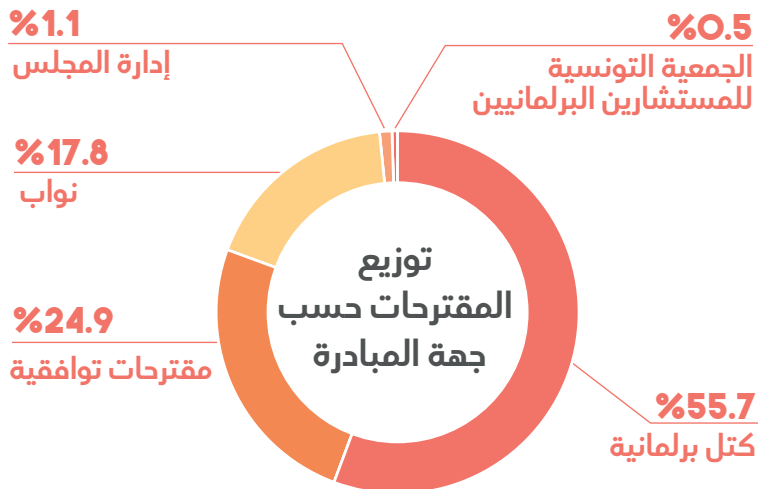 %0.5
الجمعية التونسية
للمستشارين البرلمانيين
%1.1
إدارة المجلس
%17.8
نواب
توزيع
المقترحات حسب
جهة المبادرة
%24.9
مقترحات توافقية
%55.7
كتل برلمانية